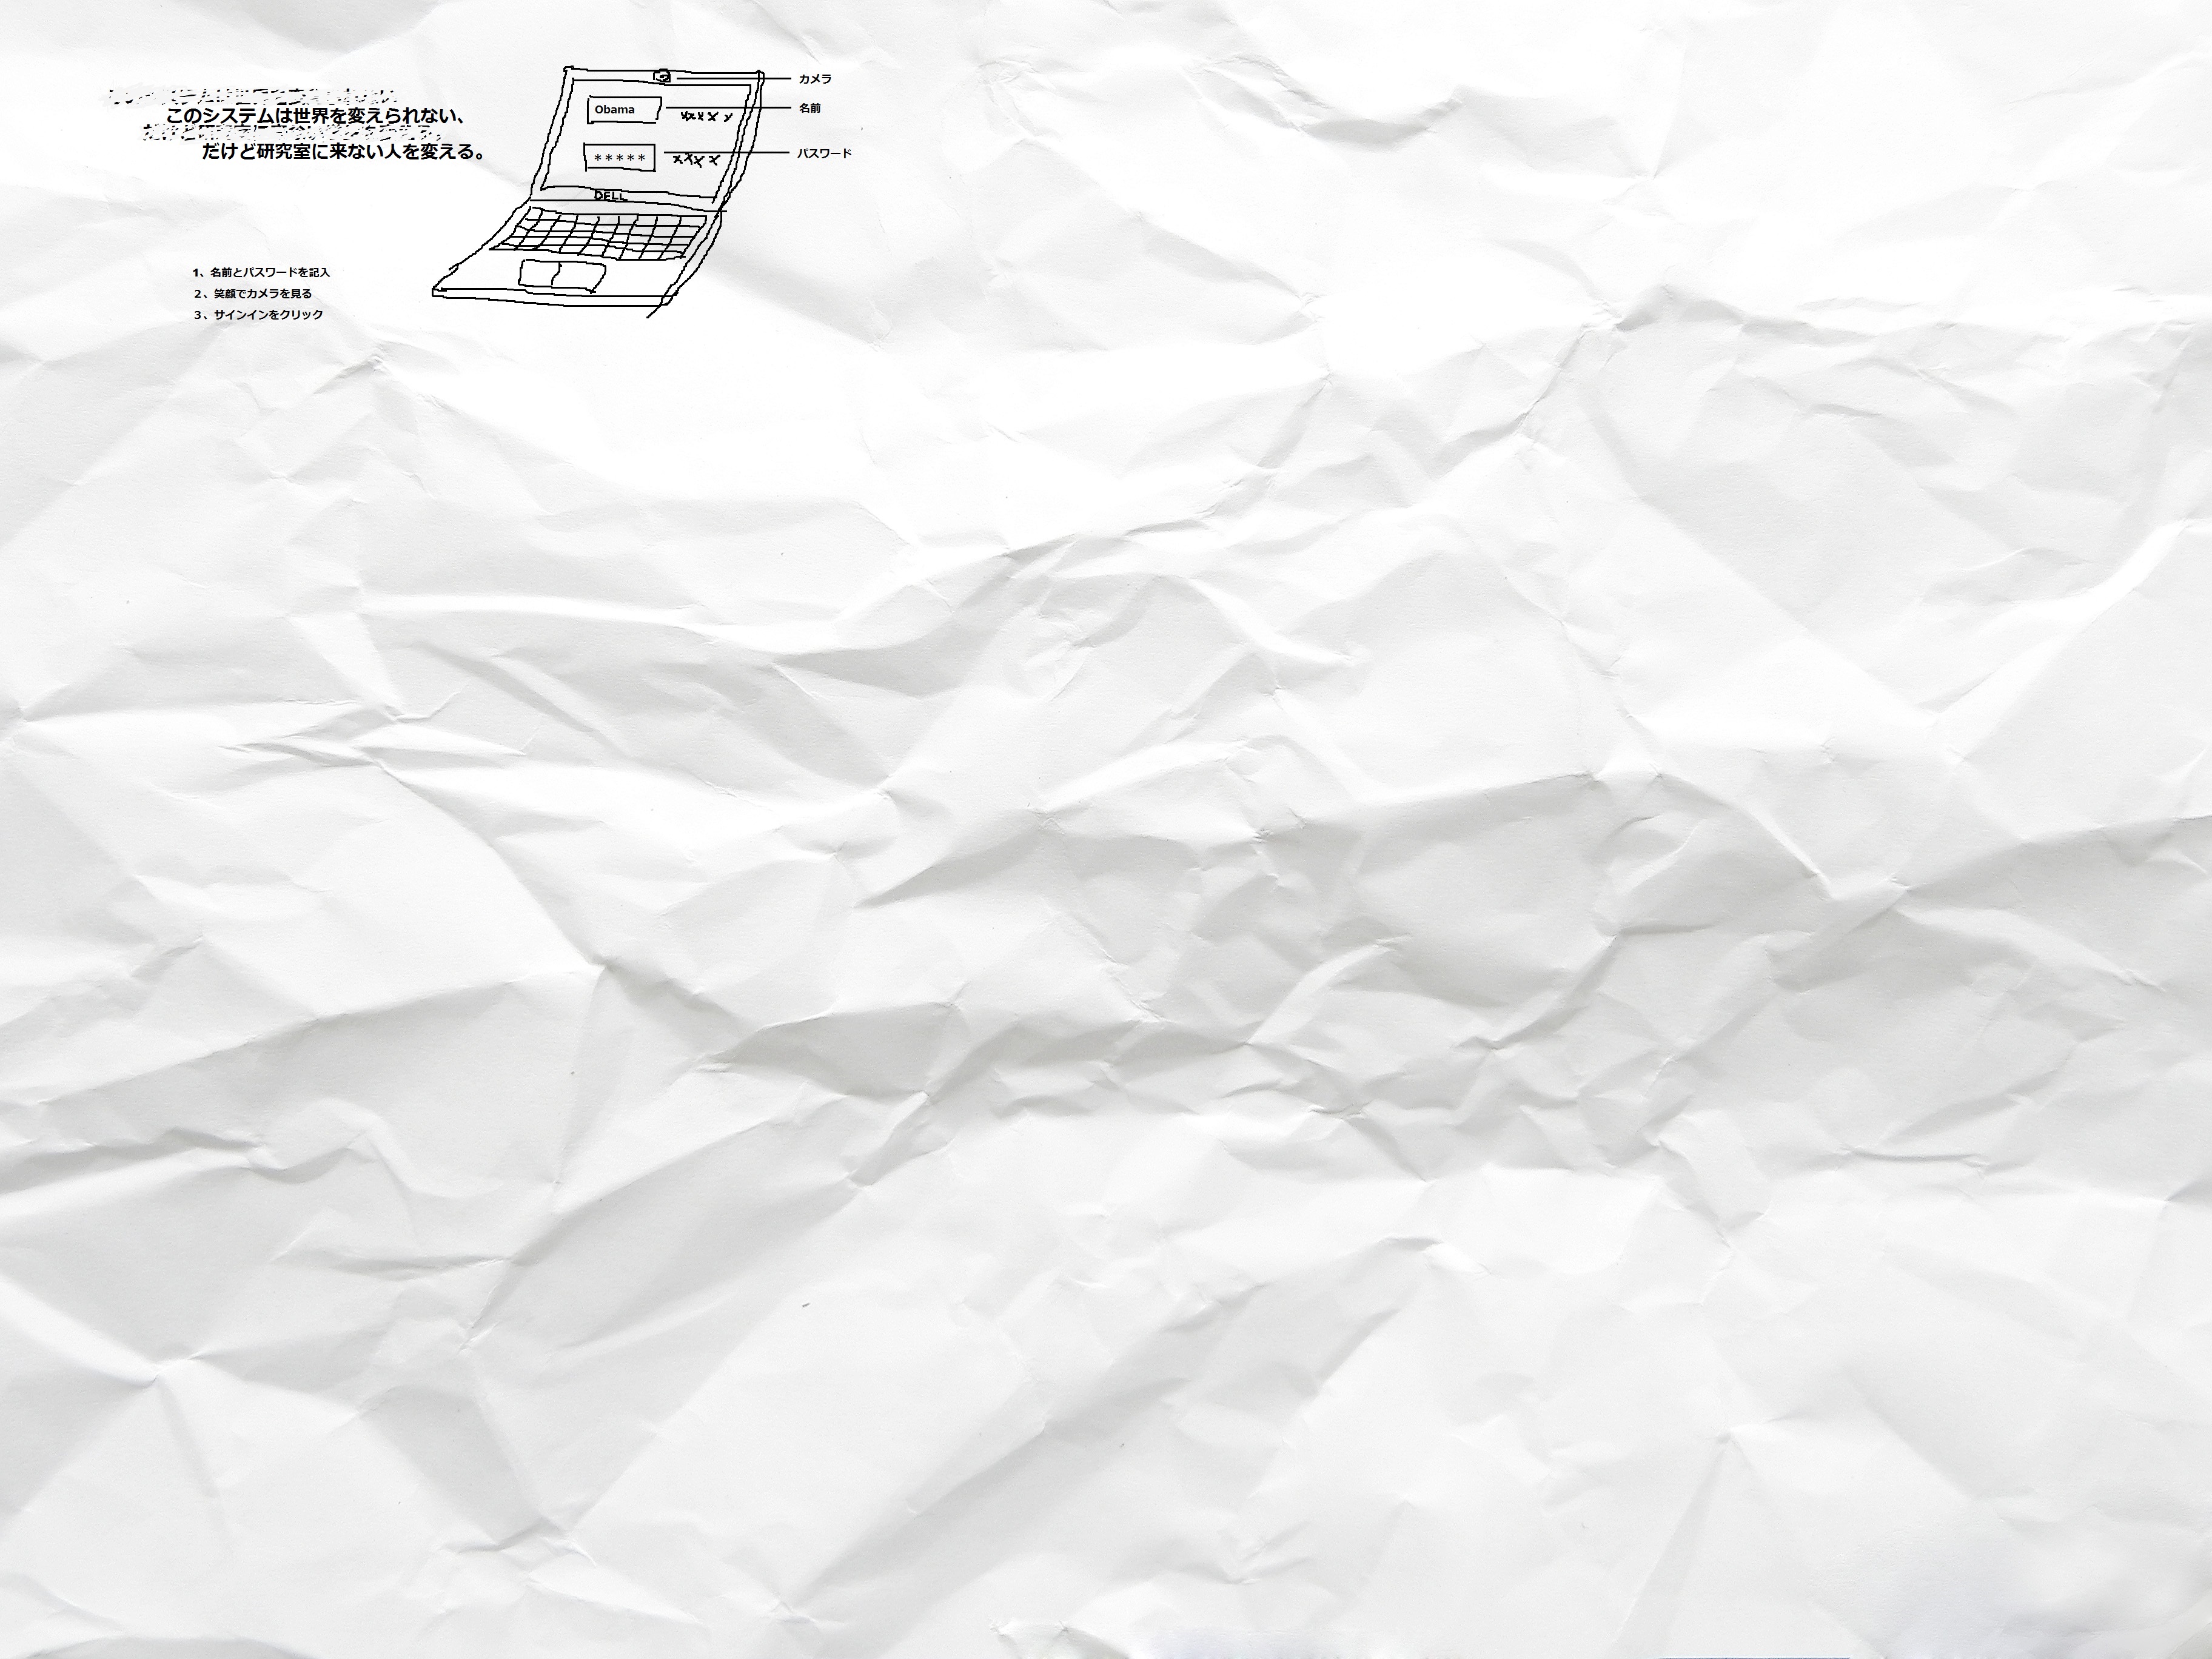 このシステムは世界を変えられない、
だけど研究室に来ない人を変える。
カメラ
Obama
名前
*****
パスワード
DELL
1、名前とパスワードを記入
２、笑顔でカメラを見る
３、サインインをクリック